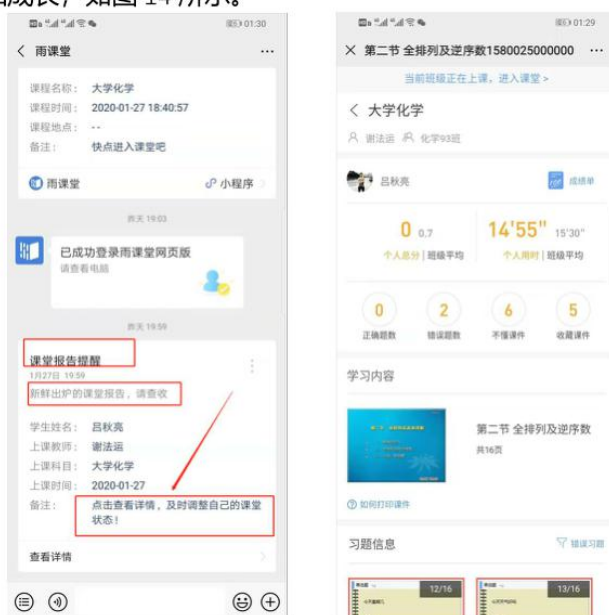 如图 14 所示。
01:30
雨课堂
课程名称: 大学化学
课程时间: 2020-01-27 18:40:57
课程地点: --
备注: 快点进入课堂吧
雨课堂
小程序
昨天 19:03
已成功登录雨课堂网页版
请查看电脑
昨天 19:59
课堂报告提醒
1月27日 19:59
新鲜出炉的课堂报告，请查收
学生姓名: 吕秋亮
上课教师: 谢法运
上课科目: 大学化学
上课时间: 2020-01-27
备注: 点击查看详情，及时调整自己的课堂
状态！
查看详情
01:29
第二节 全排列及逆序数1580025000000
当前班级正在上课，进入课堂 >
大学化学
谢法运 化学93班
吕秋亮
成绩单
0 0.7
个人总分 | 班级平均
14'55" 15'30"
个人用时 | 班级平均
0 2 6 5
正确题数 错误题数 不懂课件 收藏课件
学习内容
第二节 全排列及逆序数
共16页
如何打印课件
习题信息
错误习题
12/16
13/16